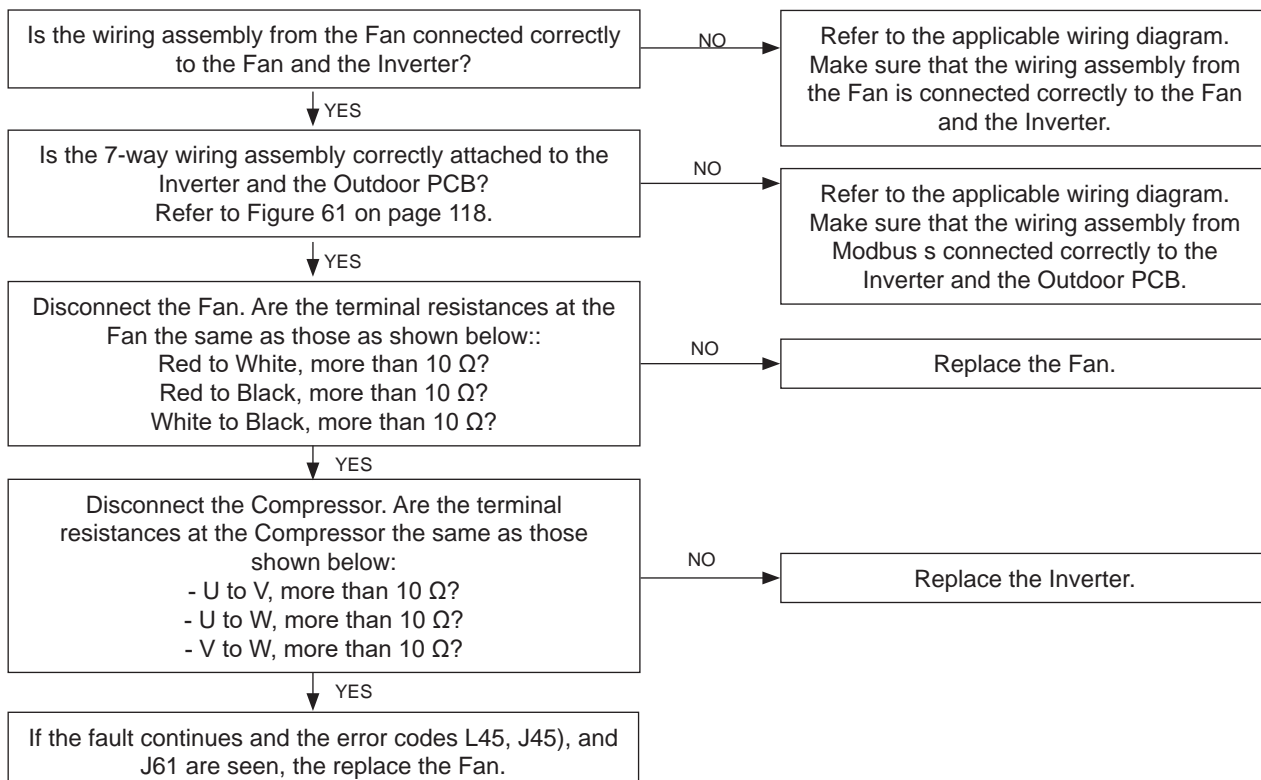 Is the wiring assembly from the Fan connected correctly
to the Fan and the Inverter?
NO
Refer to the applicable wiring diagram.
Make sure that the wiring assembly from
the Fan is connected correctly to the Fan
and the Inverter.
YES
Is the 7-way wiring assembly correctly attached to the
Inverter and the Outdoor PCB?
Refer to Figure 61 on page 118.
NO
Refer to the applicable wiring diagram.
Make sure that the wiring assembly from
Modbus s connected correctly to the
Inverter and the Outdoor PCB.
YES
Disconnect the Fan. Are the terminal resistances at the
Fan the same as those as shown below::
Red to White, more than 10 Ω?
Red to Black, more than 10 Ω?
White to Black, more than 10 Ω?
NO
Replace the Fan.
YES
Disconnect the Compressor. Are the terminal
resistances at the Compressor the same as those
shown below:
- U to V, more than 10 Ω?
- U to W, more than 10 Ω?
- V to W, more than 10 Ω?
NO
Replace the Inverter.
YES
If the fault continues and the error codes L45, J45), and
J61 are seen, the replace the Fan.